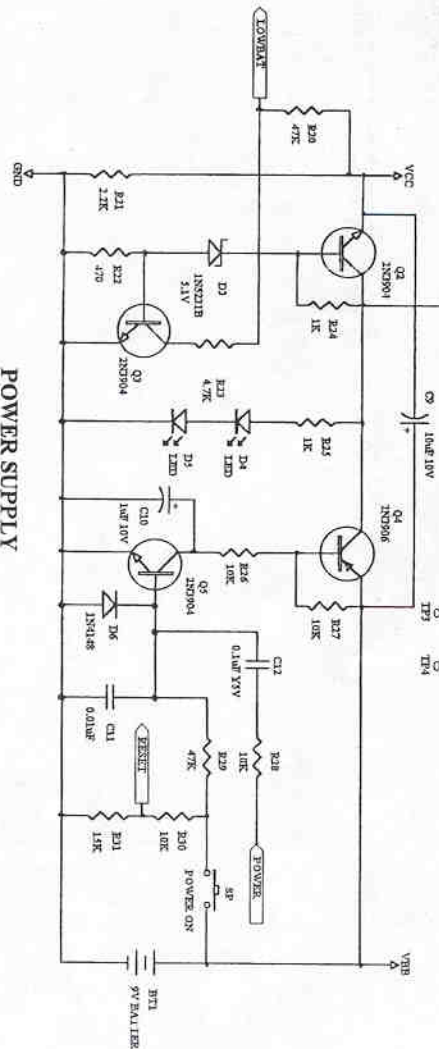 LOWBAT
R20
47K
VCC
GND
R21
2.2K
R22
470
D3
1N5231B
5.1V
Q2
2N3904
R24
1K
Q3
2N3904
R23
4.7K
C9
10uF 10V
D5
LED
D4
LED
R25
1K
C10
1uF 10V
Q5
2N3904
R26
10K
Q4
2N3906
R27
10K
TP3
TP4
D6
1N4148
C12
0.1uF Y5V
C11
0.01uF
R29
47K
R28
10K
POWER
RESET
R31
15K
R30
10K
SP
POWER ON
VBB
BT1
9V BATTER
POWER SUPPLY